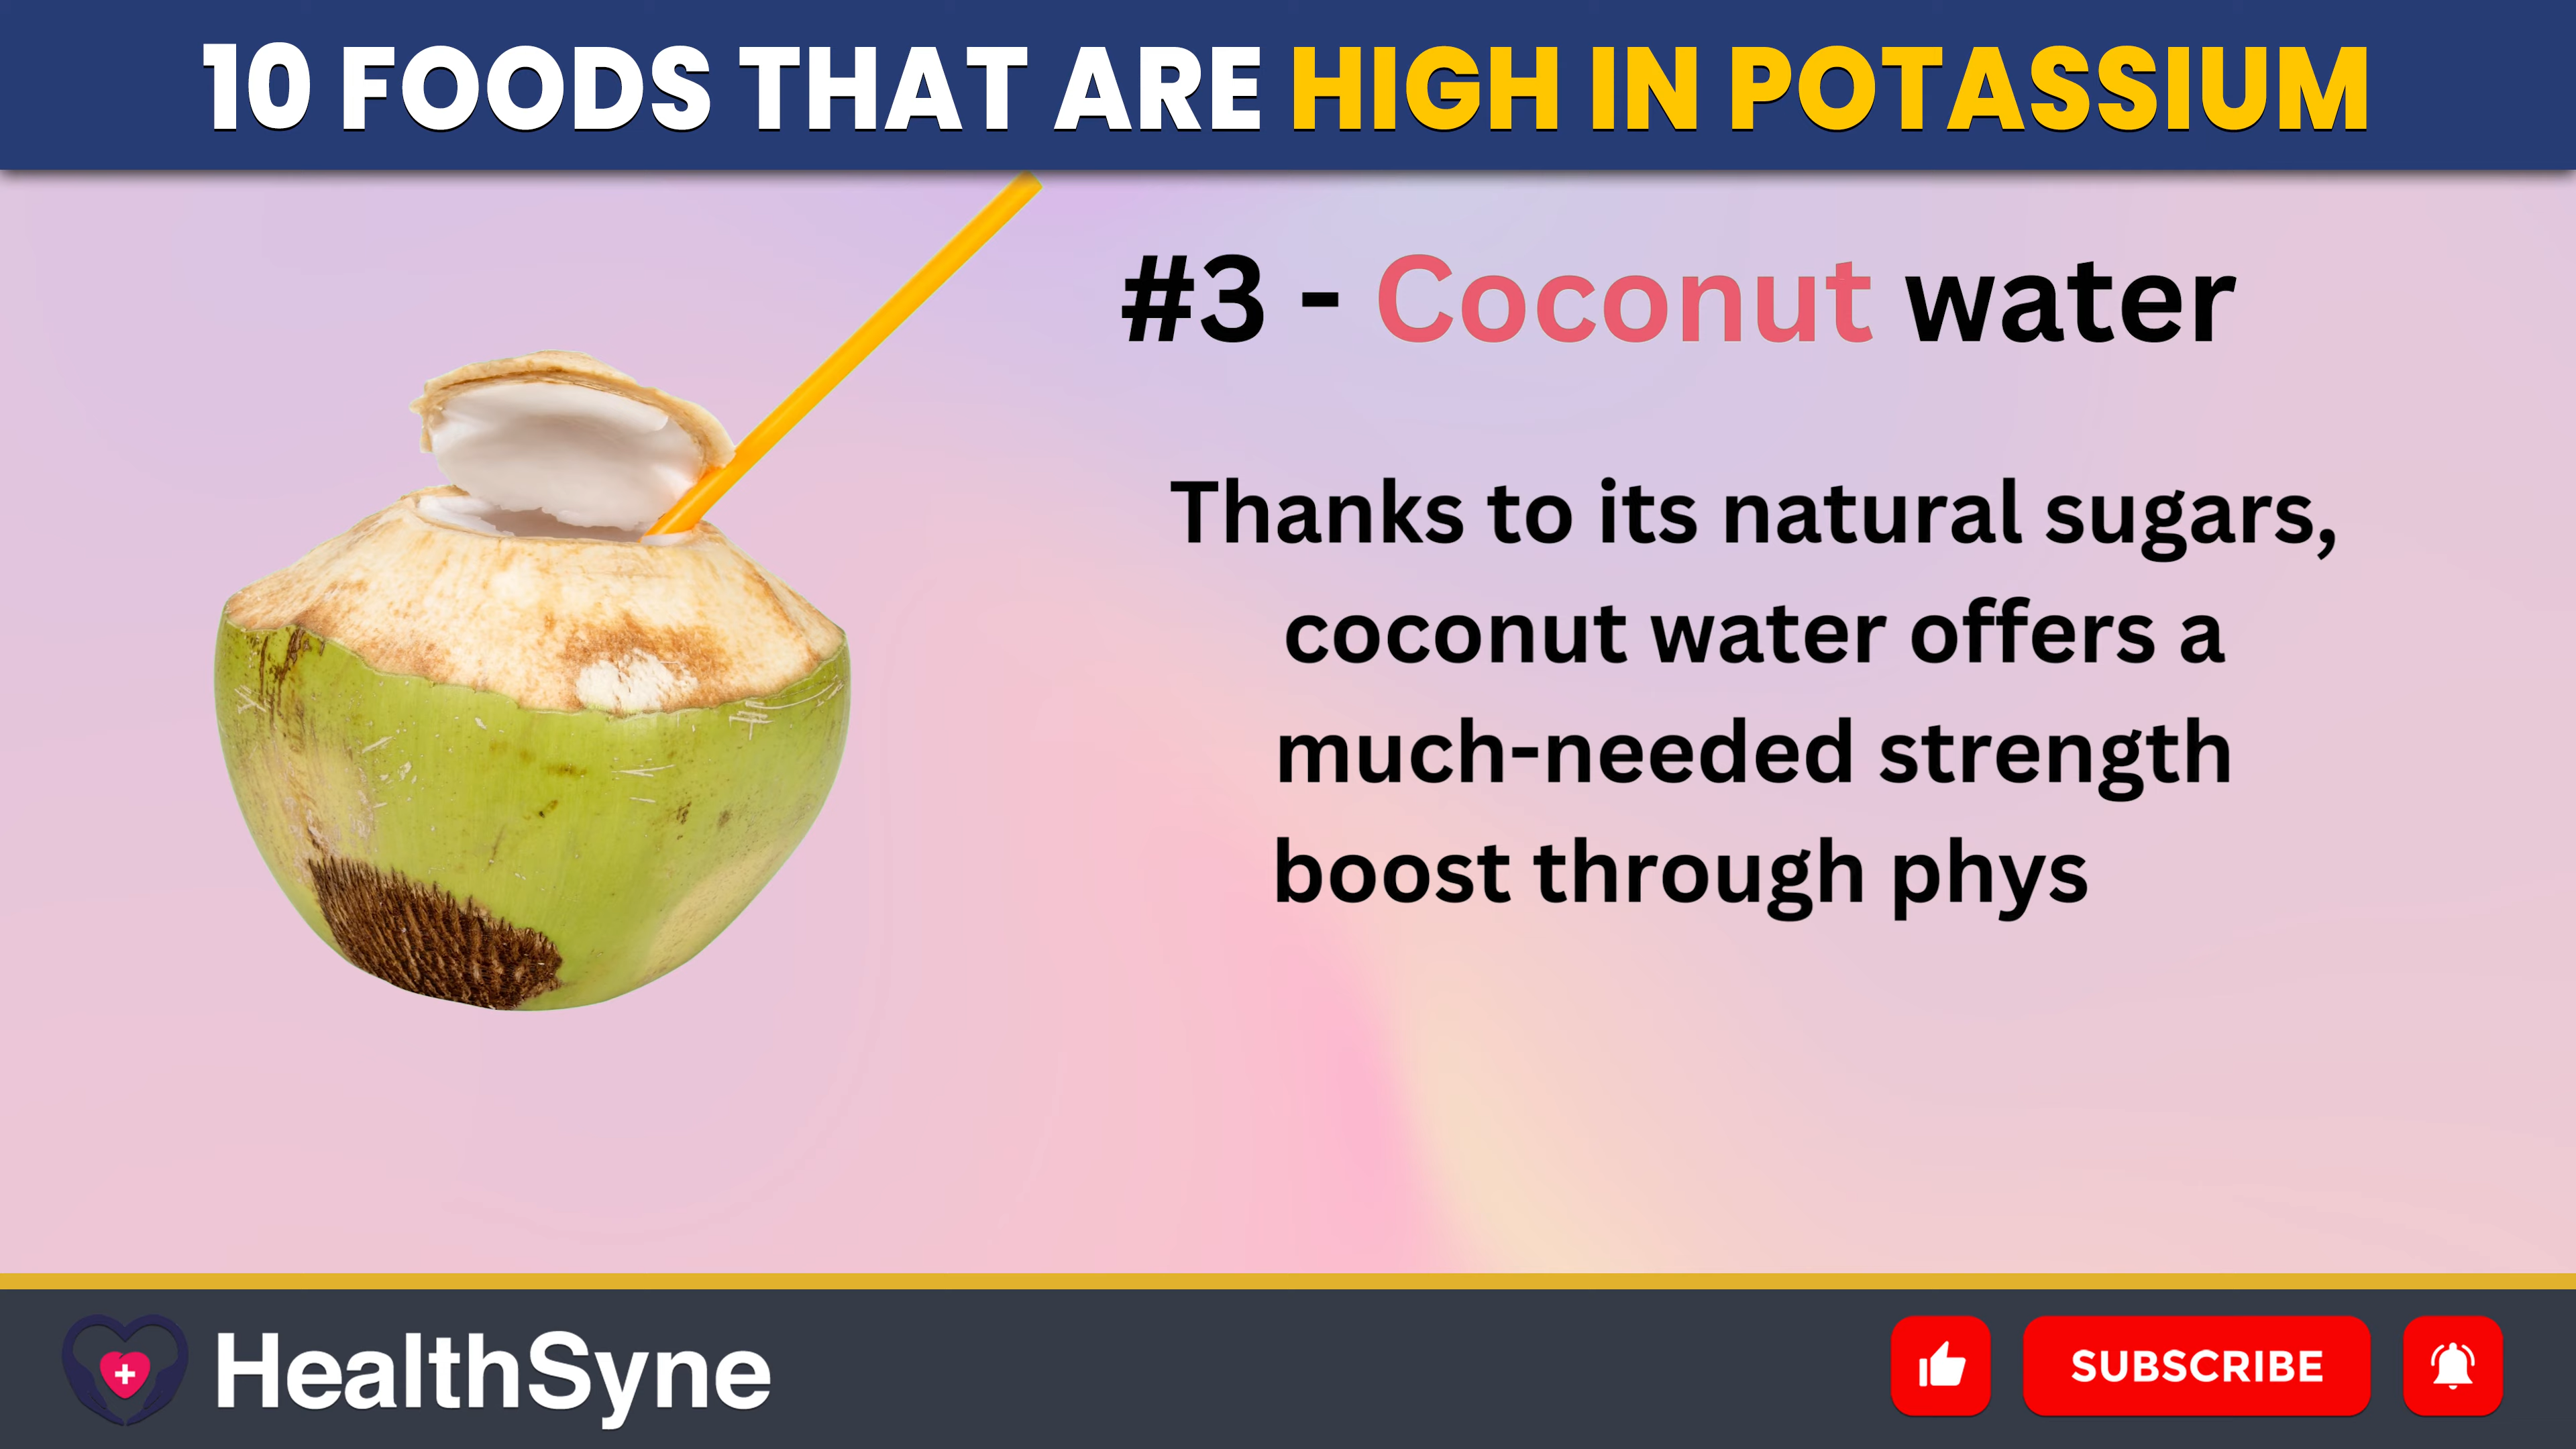 10 FOODS THAT ARE HIGH IN POTASSIUM
#3 - Coconut water
Thanks to its natural sugars,
coconut water offers a
much-needed strength
boost through phys
HealthSyne
SUBSCRIBE